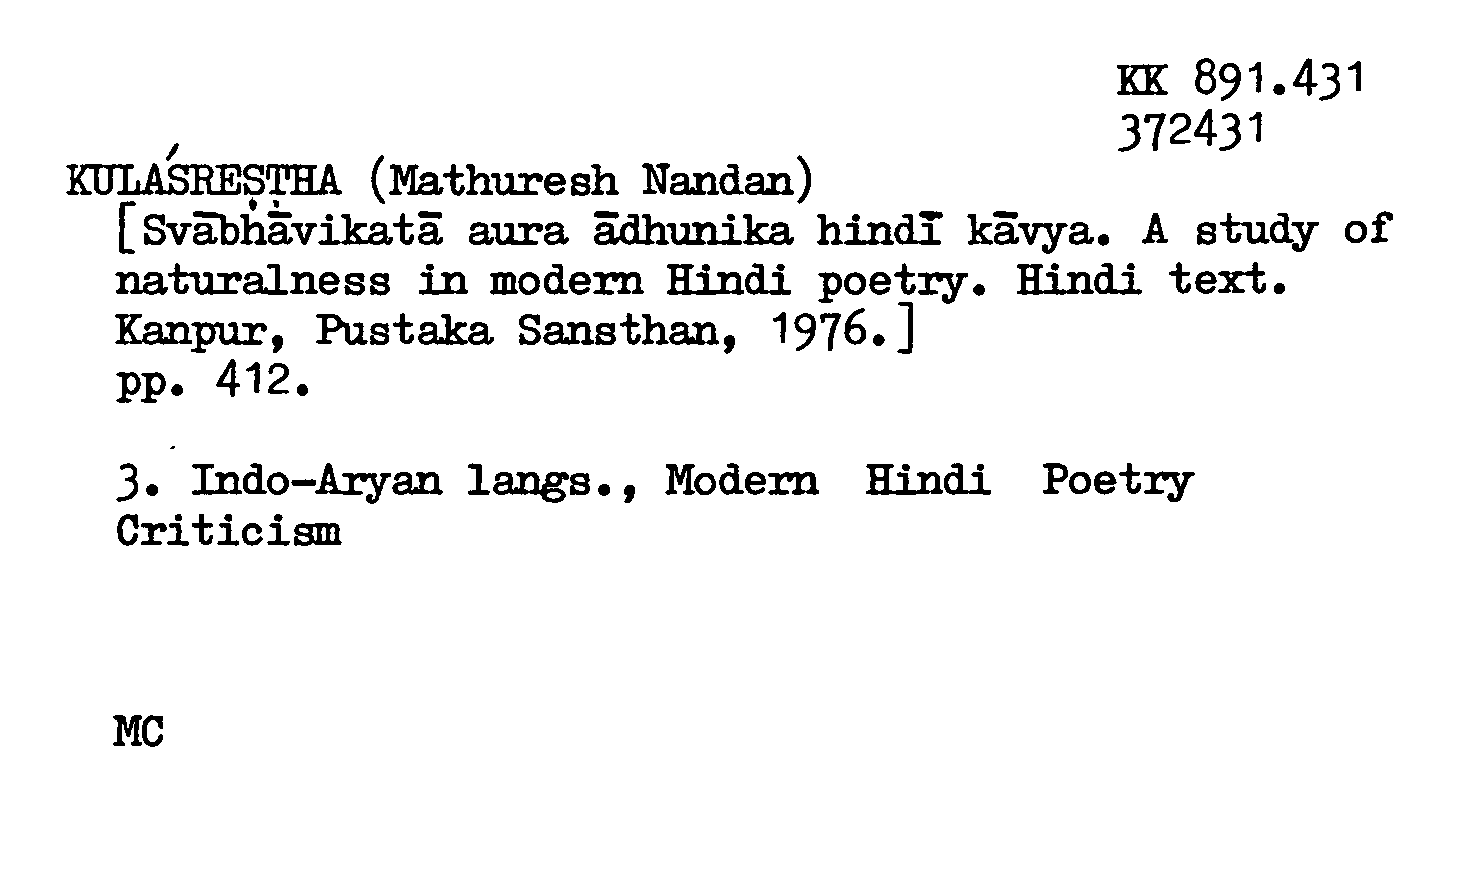 KK 891.431
372431
KULAŚREṢṬHA (Mathuresh Nandan)
[Svābhāvikatā aura ādhunika hindī kāvya. A study of
naturalness in modern Hindi poetry. Hindi text.
Kanpur, Pustaka Sansthan, 1976.]
pp. 412.
3. Indo-Aryan langs., Modern Hindi Poetry
Criticism
MC